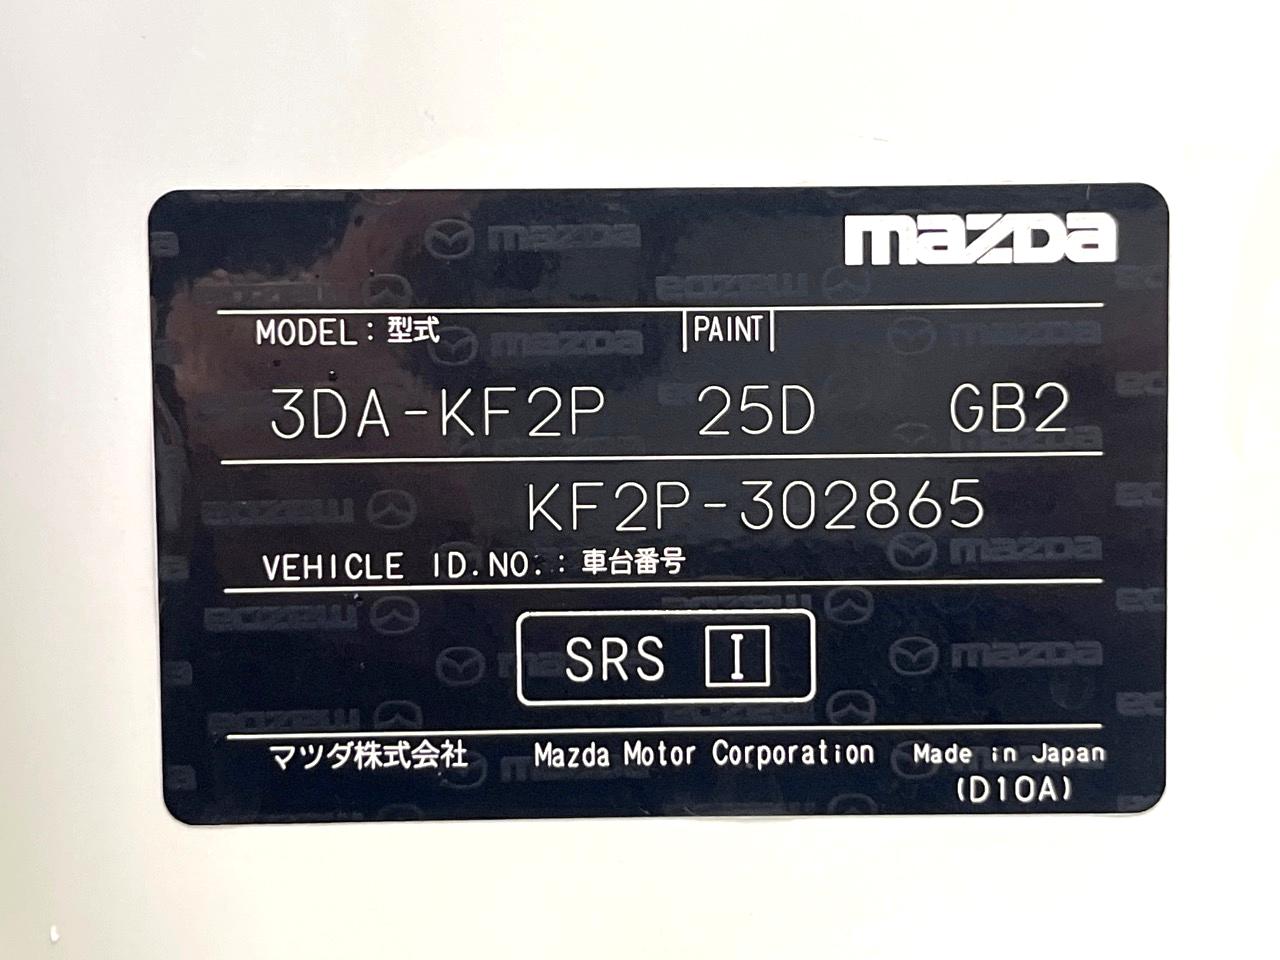 mazda
MODEL : 型式 PAINT
3DA-KF2P 25D GB2
KF2P-302865
VEHICLE ID.NO. : 車台番号
SRS I
マツダ株式会社 Mazda Motor Corporation Made in Japan
(D10A)